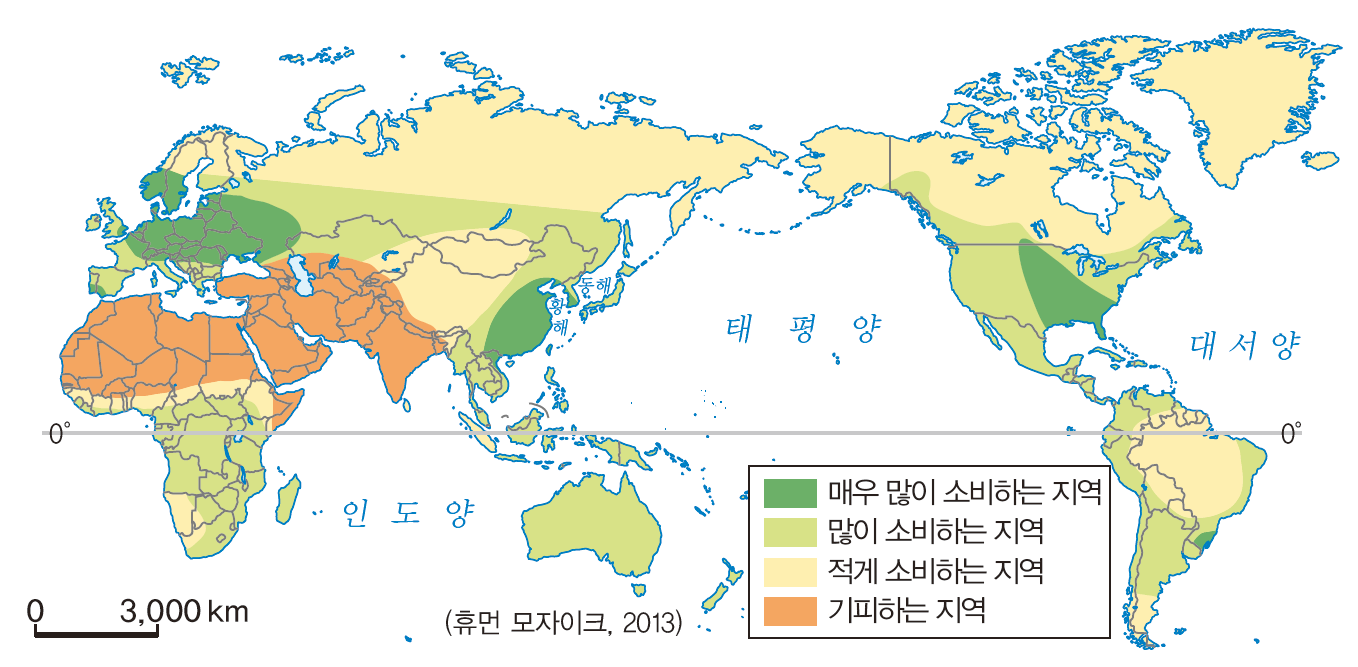 동해
황
해
태 평 양
대 서 양
0°
0°
인 도 양
매우 많이 소비하는 지역
많이 소비하는 지역
적게 소비하는 지역
기피하는 지역
0 3,000 km
(휴먼 모자이크, 2013)